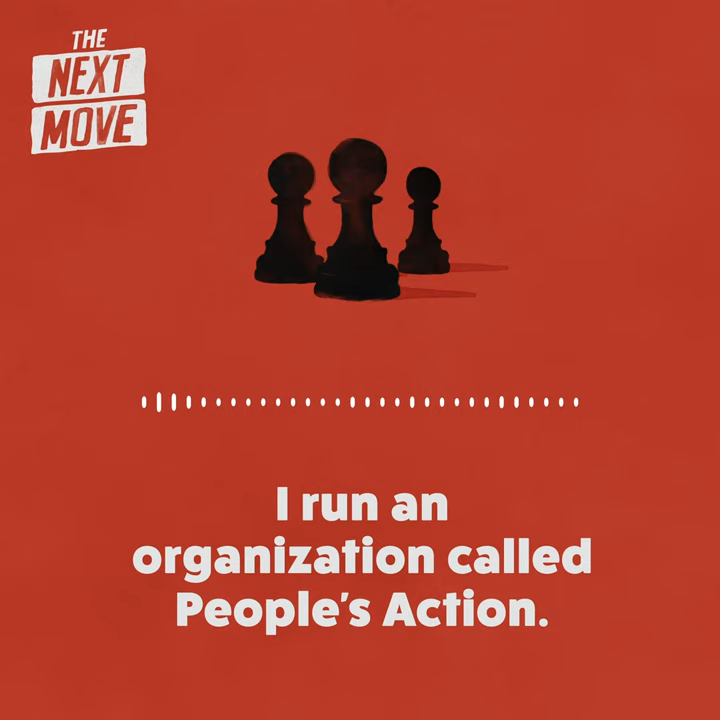 THE
NEXT
MOVE
I run an
organization called
People's Action.